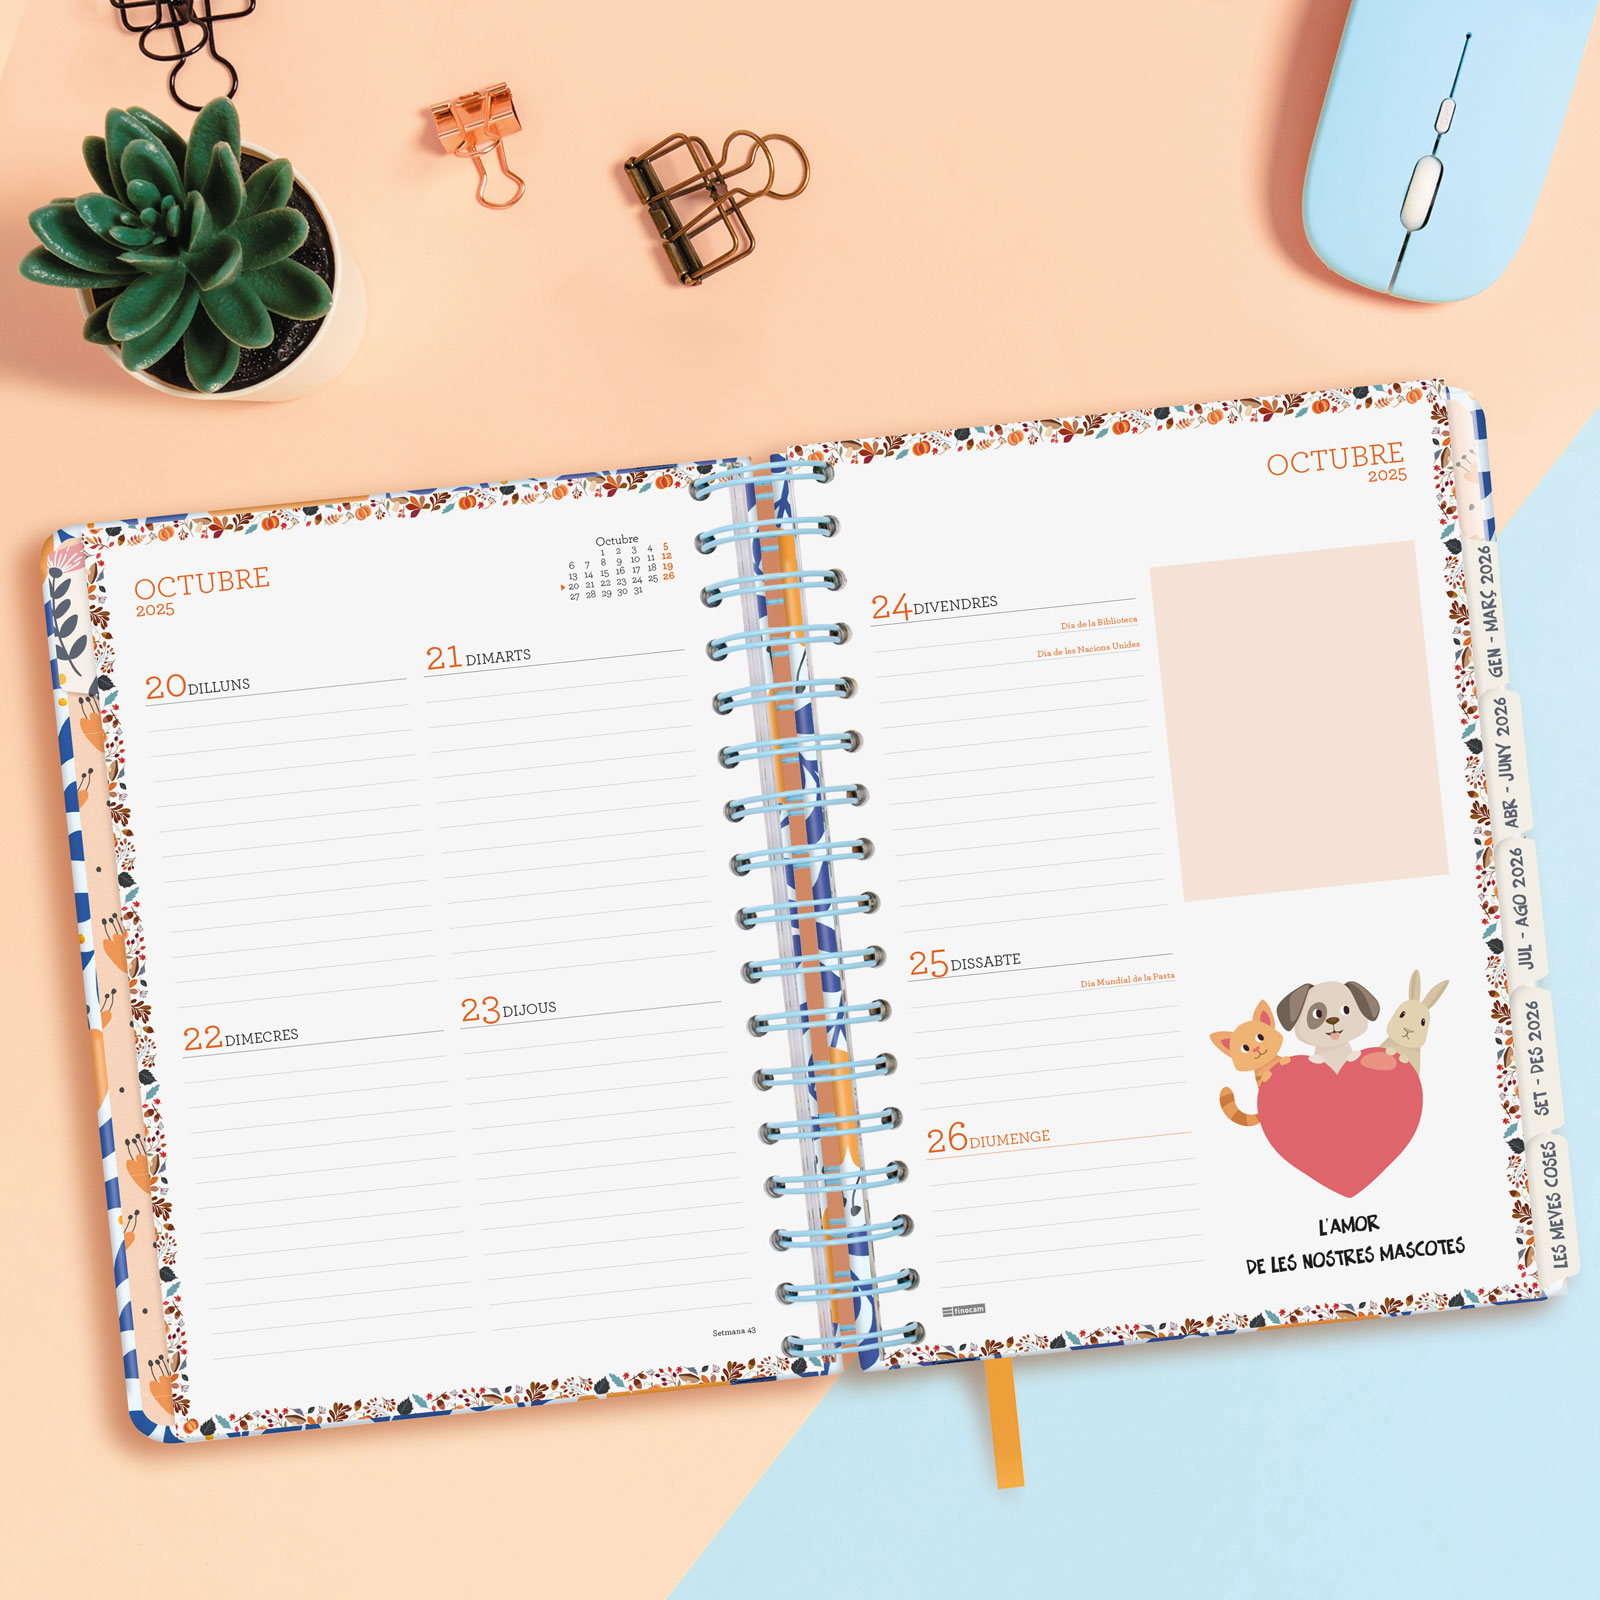 OCTUBRE
2025
Octubre
1 2 3 4 5
6 7 8 9 10 11 12
13 14 15 16 17 18 19
20 21 22 23 24 25 26
27 28 29 30 31
20 DILLUNS
21 DIMARTS
22 DIMECRES
23 DIJOUS
Setmana 43
OCTUBRE
2025
24 DIVENDRES
Dia de la Biblioteca
Dia de les Nacions Unides
25 DISSABTE
Dia Mundial de la Pasta
26 DIUMENGE
finocam
L'AMOR
DE LES NOSTRES MASCOTES
GEN - MARÇ 2026
ABR - JUNY 2026
JUL - AGO 2026
SET - DES 2026
LES MEVES COSES